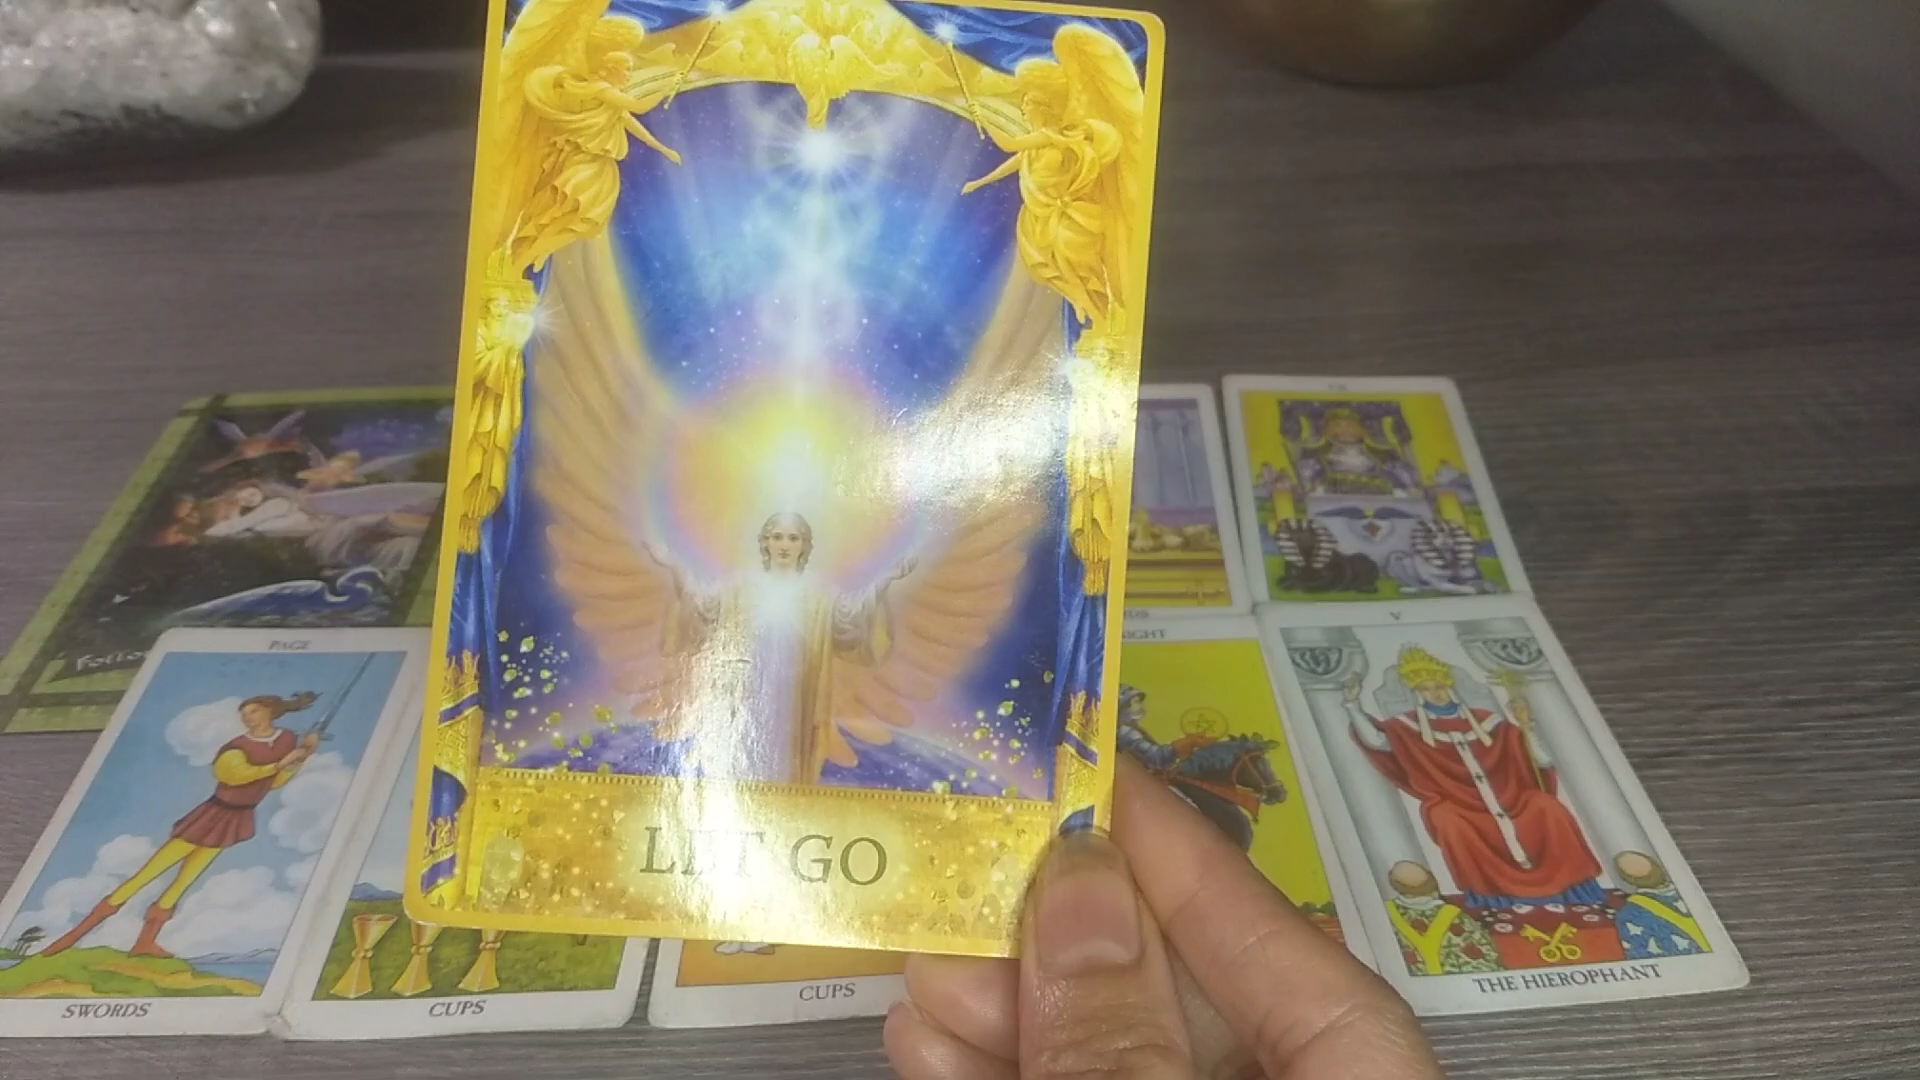 LET GO
PAGE
SWORDS
CUPS
CUPS
V
THE HIEROPHANT